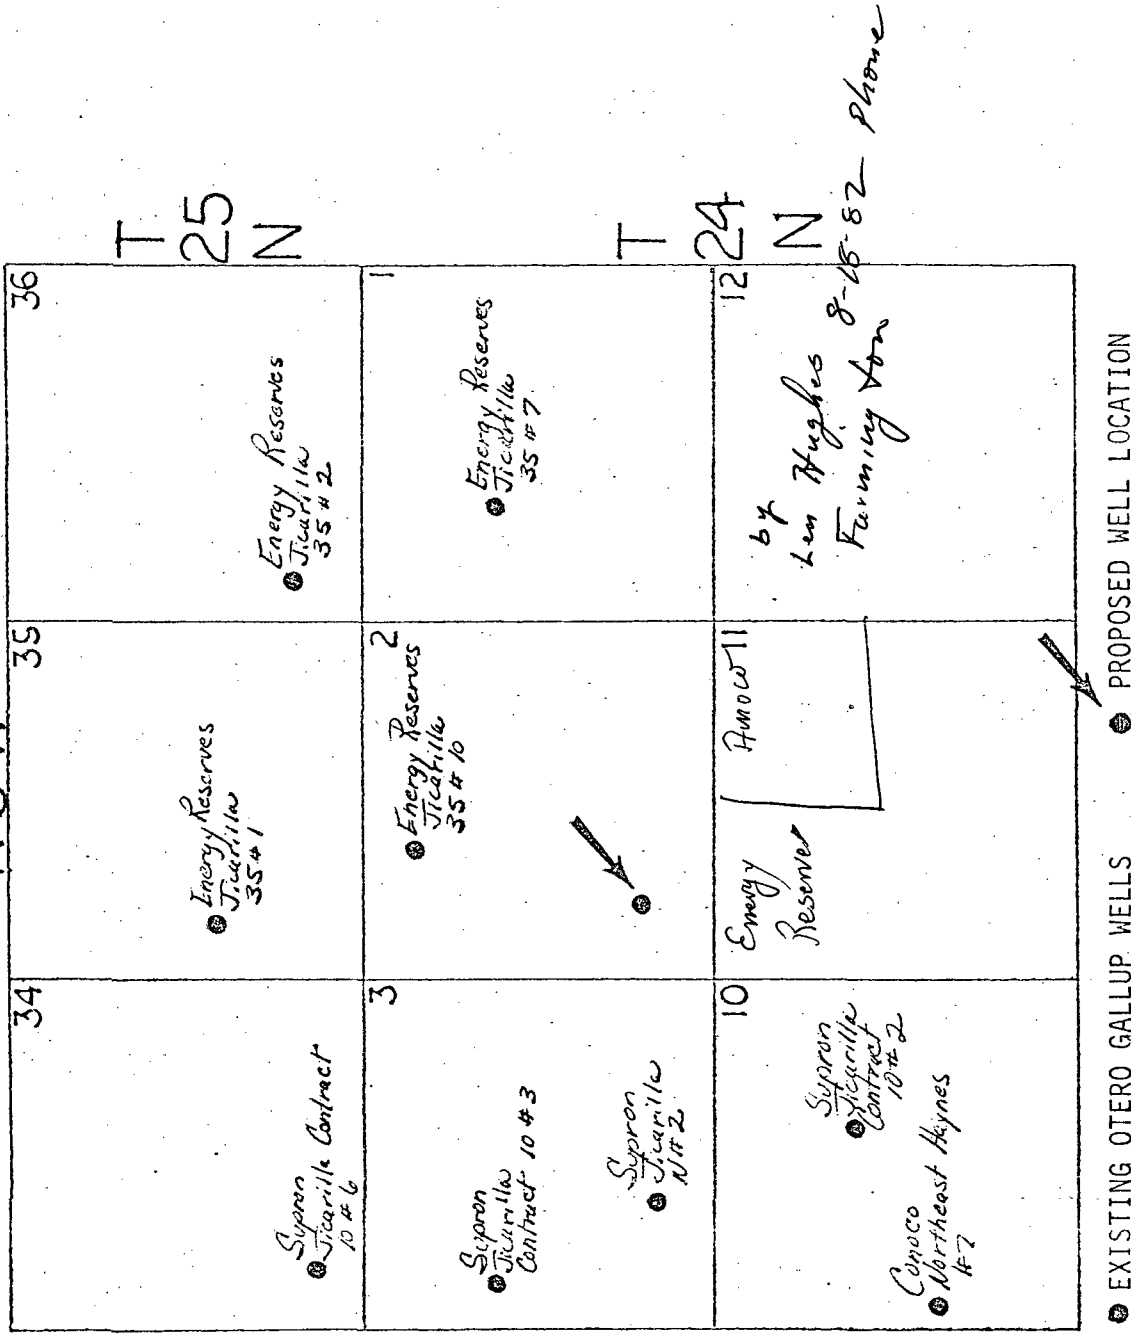 36
T
25
N
Energy Reserves
Jicarilla
35 # 2
35
Energy Reserves
Jicarilla
35 # 1
34
Supron
Jicarilla Contract
10 # 6
1
Energy Reserves
Jicarilla
35 # 7
T
24
N
2
Energy Reserves
Jicarilla
35 # 10
3
Supron
Jicarilla
Contract 10 # 3
Supron
Jicarilla
N # 2
12
by
Len Hughes 8-18-82 Phone
Farmington
11
Amoco
Energy
Reserves
10
Supron
Jicarilla
Contract
10 # 2
Conoco
Northeast Haynes
# 7
EXISTING OTERO GALLUP WELLS
PROPOSED WELL LOCATION